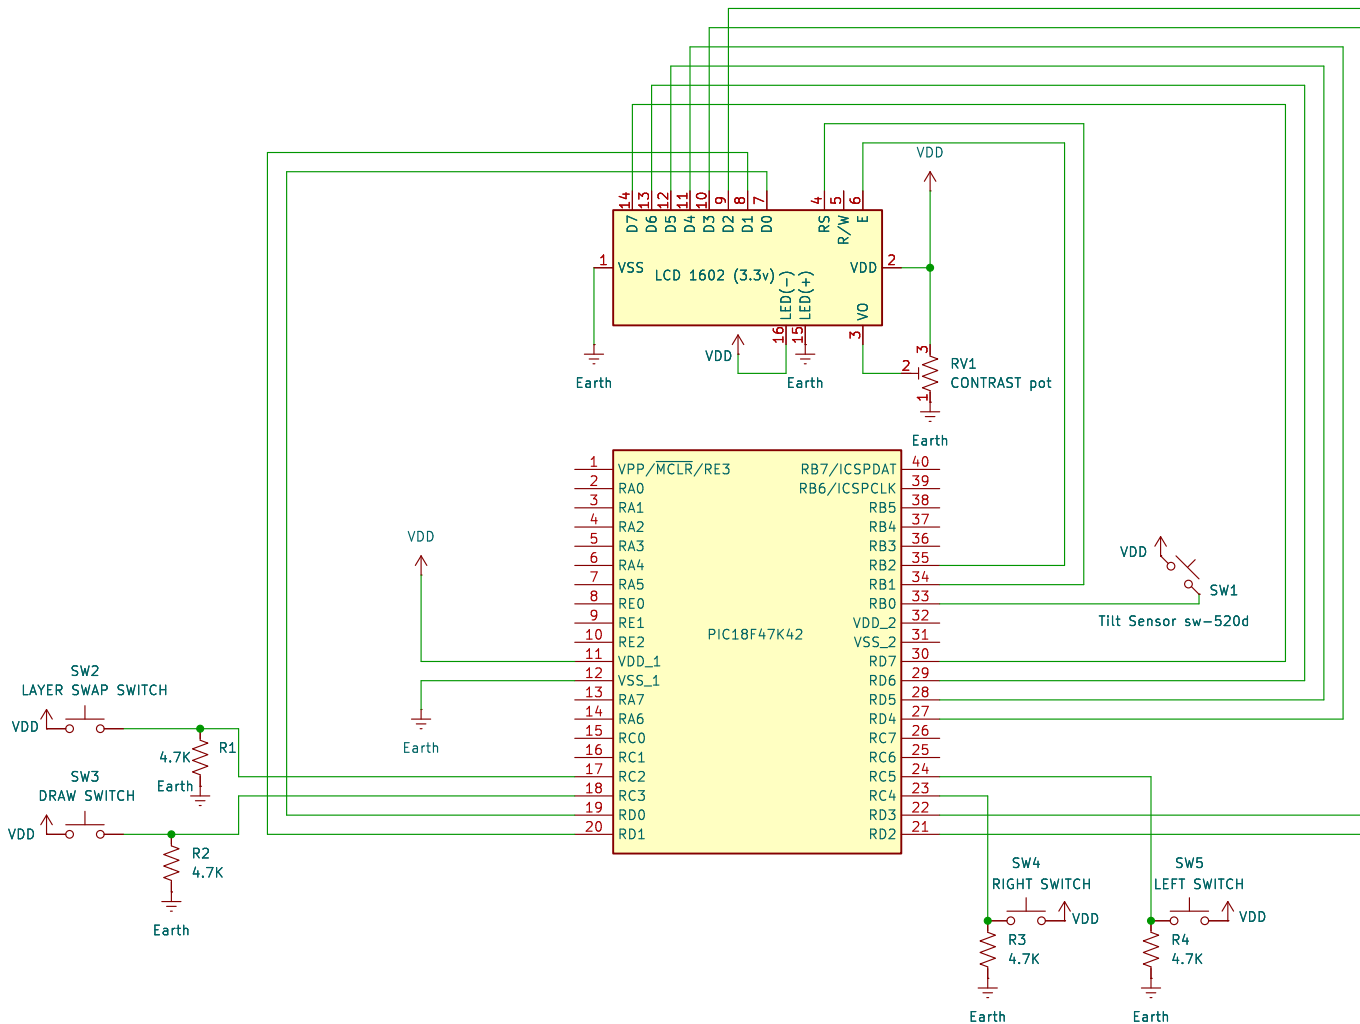 VDD
14
13
12
11
10
9
8
7
4
5
6
D7
D6
D5
D4
D3
D2
D1
D0
RS
R/W
E
1
VSS
LCD 1602 (3.3v)
VDD
2
LED(-)
LED(+)
VO
16
15
3
VDD
Earth
Earth
3
2
1
RV1
CONTRAST pot
Earth
1 VPP/MCLR/RE3
2 RA0
3 RA1
4 RA2
5 RA3
6 RA4
7 RA5
8 RE0
9 RE1
10 RE2
11 VDD_1
12 VSS_1
13 RA7
14 RA6
15 RC0
16 RC1
17 RC2
18 RC3
19 RD0
20 RD1
PIC18F47K42
RB7/ICSPDAT 40
RB6/ICSPCLK 39
RB5 38
RB4 37
RB3 36
RB2 35
RB1 34
RB0 33
VDD_2 32
VSS_2 31
RD7 30
RD6 29
RD5 28
RD4 27
RC7 26
RC6 25
RC5 24
RC4 23
RD3 22
RD2 21
VDD
Earth
VDD
SW1
Tilt Sensor sw-520d
SW2
LAYER SWAP SWITCH
VDD
R1
4.7K
Earth
SW3
DRAW SWITCH
VDD
R2
4.7K
Earth
SW4
RIGHT SWITCH
VDD
R3
4.7K
Earth
SW5
LEFT SWITCH
VDD
R4
4.7K
Earth